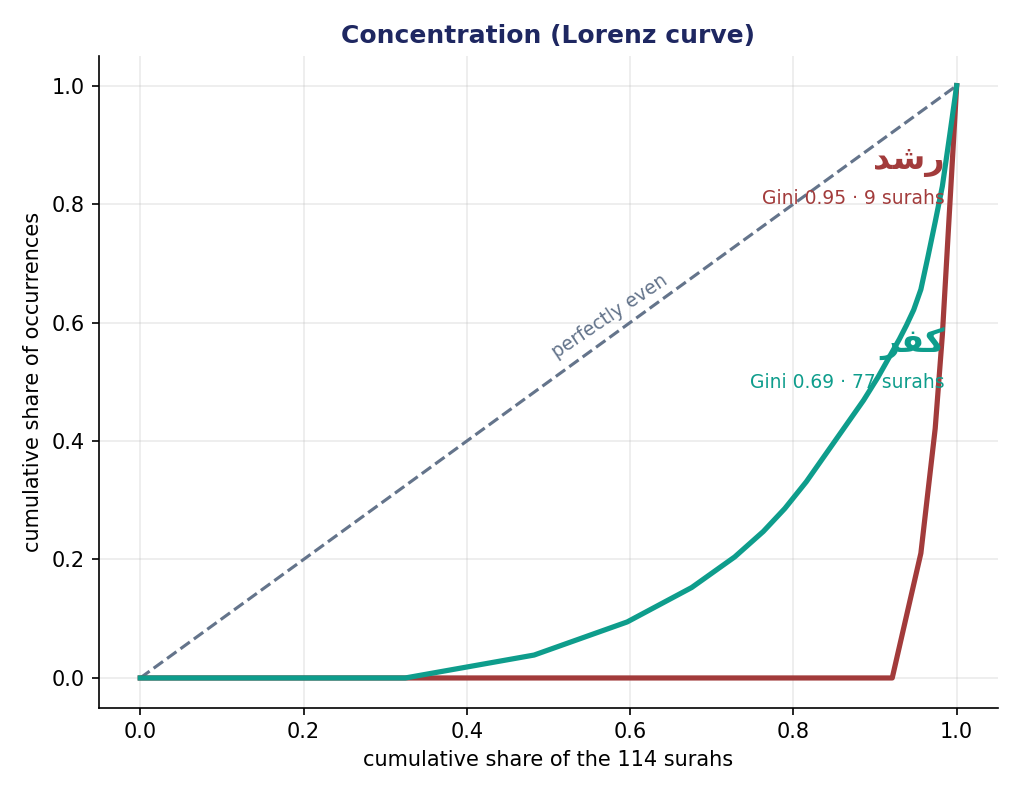 Concentration (Lorenz curve)
cumulative share of occurrences
1.0
0.8
0.6
0.4
0.2
0.0
رشد
Gini 0.95 · 9 surahs
perfectly even
كفر
Gini 0.69 · 77 surahs
0.0 0.2 0.4 0.6 0.8 1.0
cumulative share of the 114 surahs